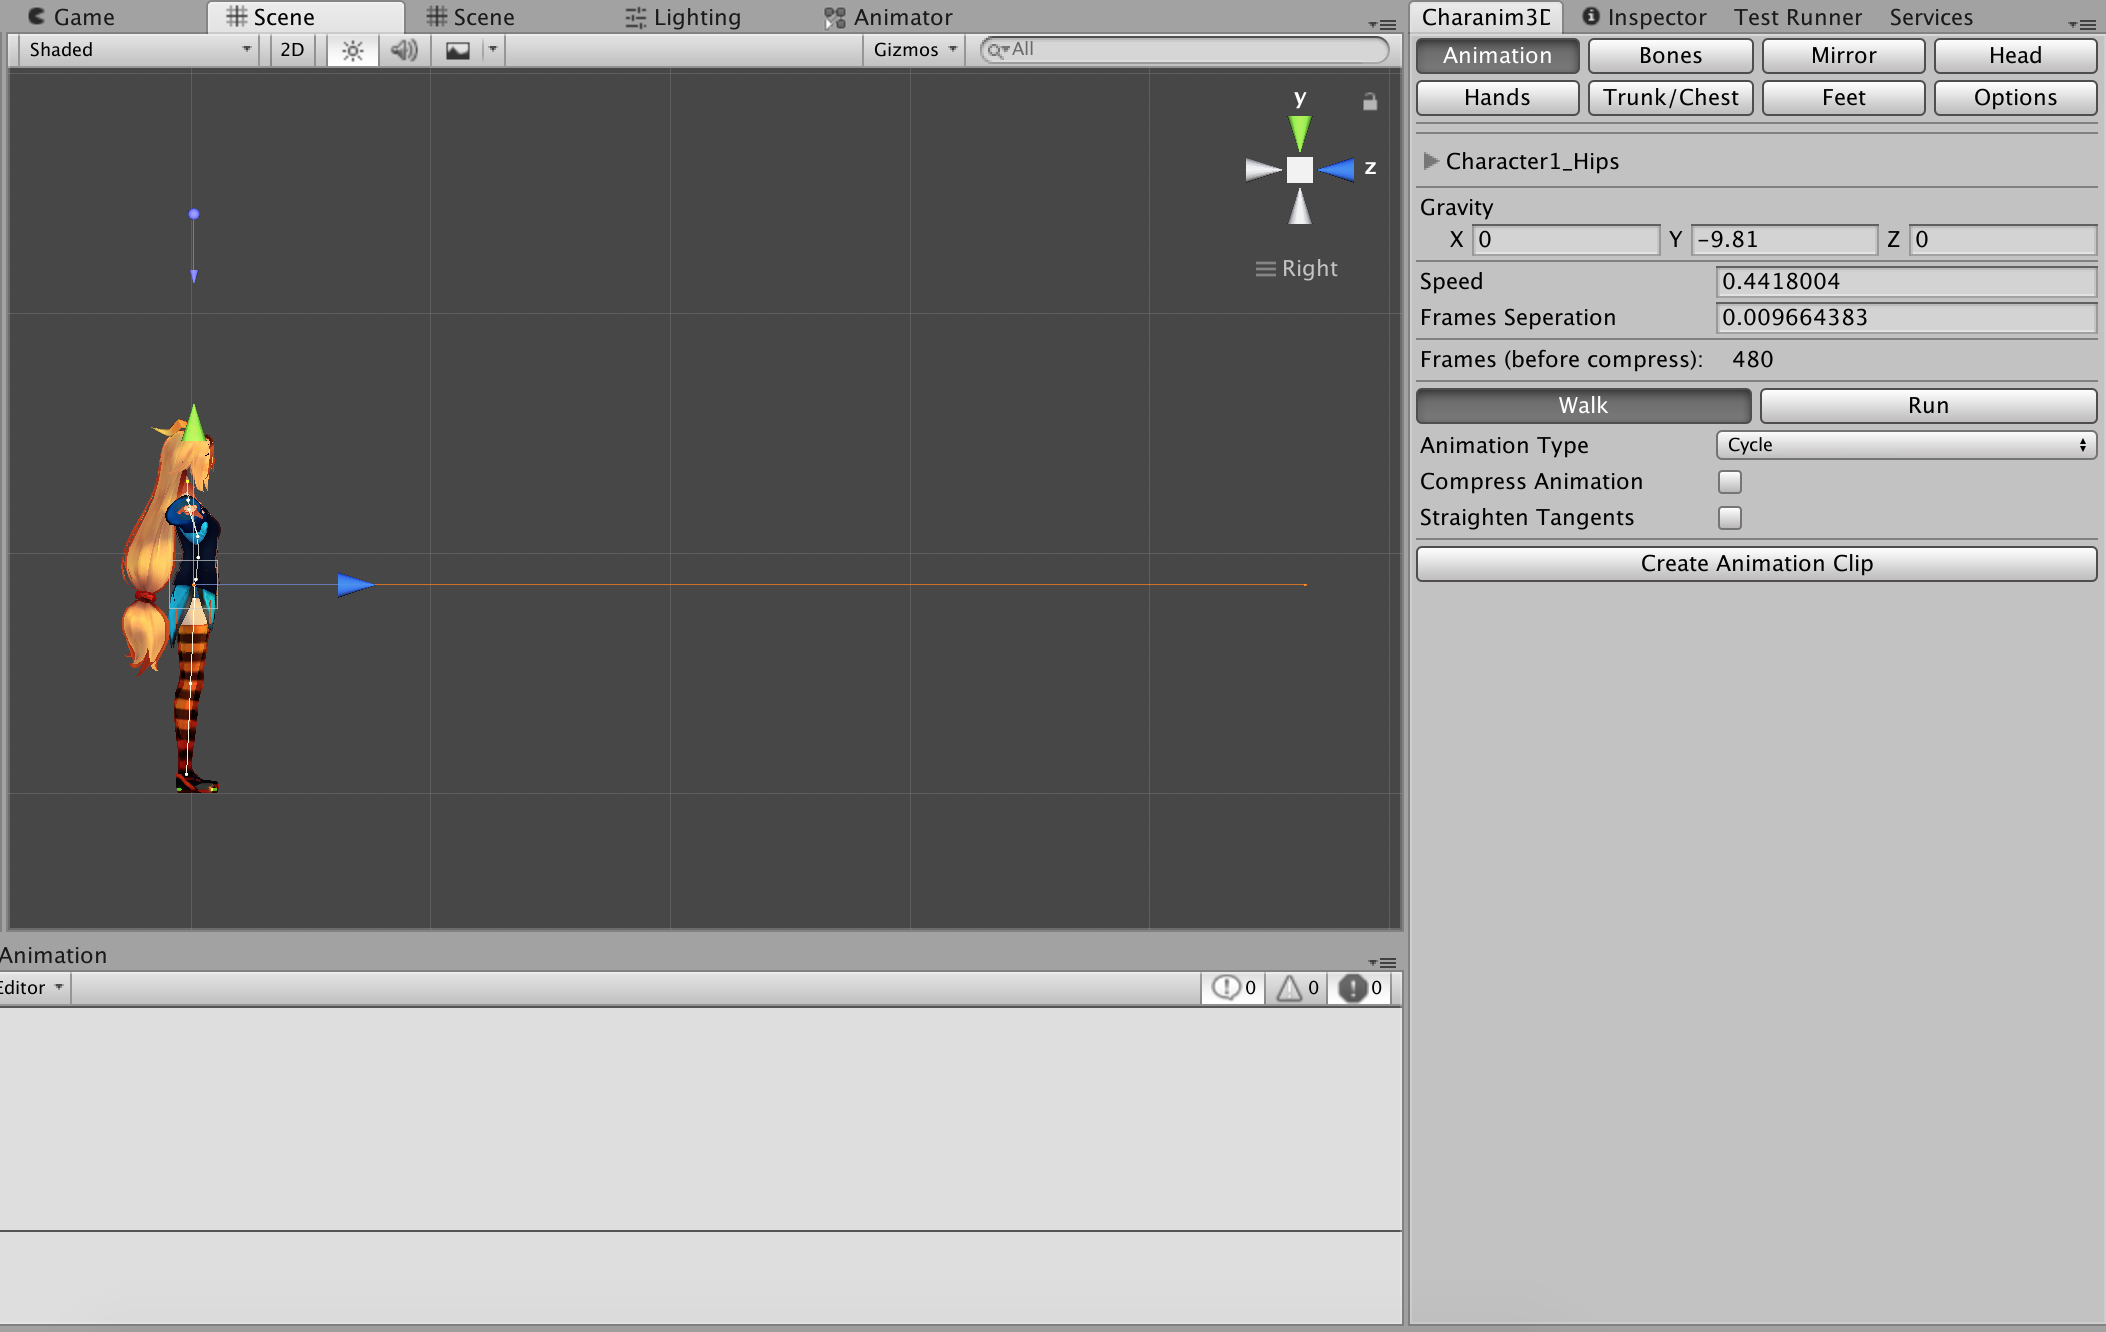 Game Scene Scene Lighting Animator
Shaded 2D Gizmos All
y
z
Right
Animation
Editor 0 0 0
Charanim3D Inspector Test Runner Services
Animation Bones Mirror Head
Hands Trunk/Chest Feet Options
Character1_Hips
Gravity
X 0 Y -9.81 Z 0
Speed 0.4418004
Frames Seperation 0.009664383
Frames (before compress): 480
Walk Run
Animation Type Cycle
Compress Animation
Straighten Tangents
Create Animation Clip